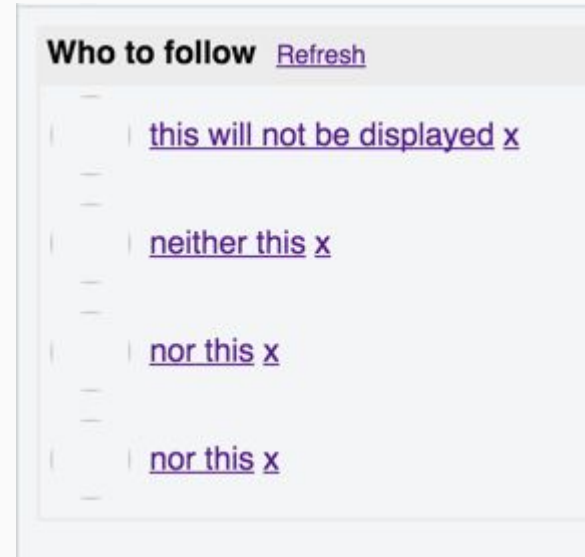 Who to follow Refresh
this will not be displayed x
neither this x
nor this x
nor this x